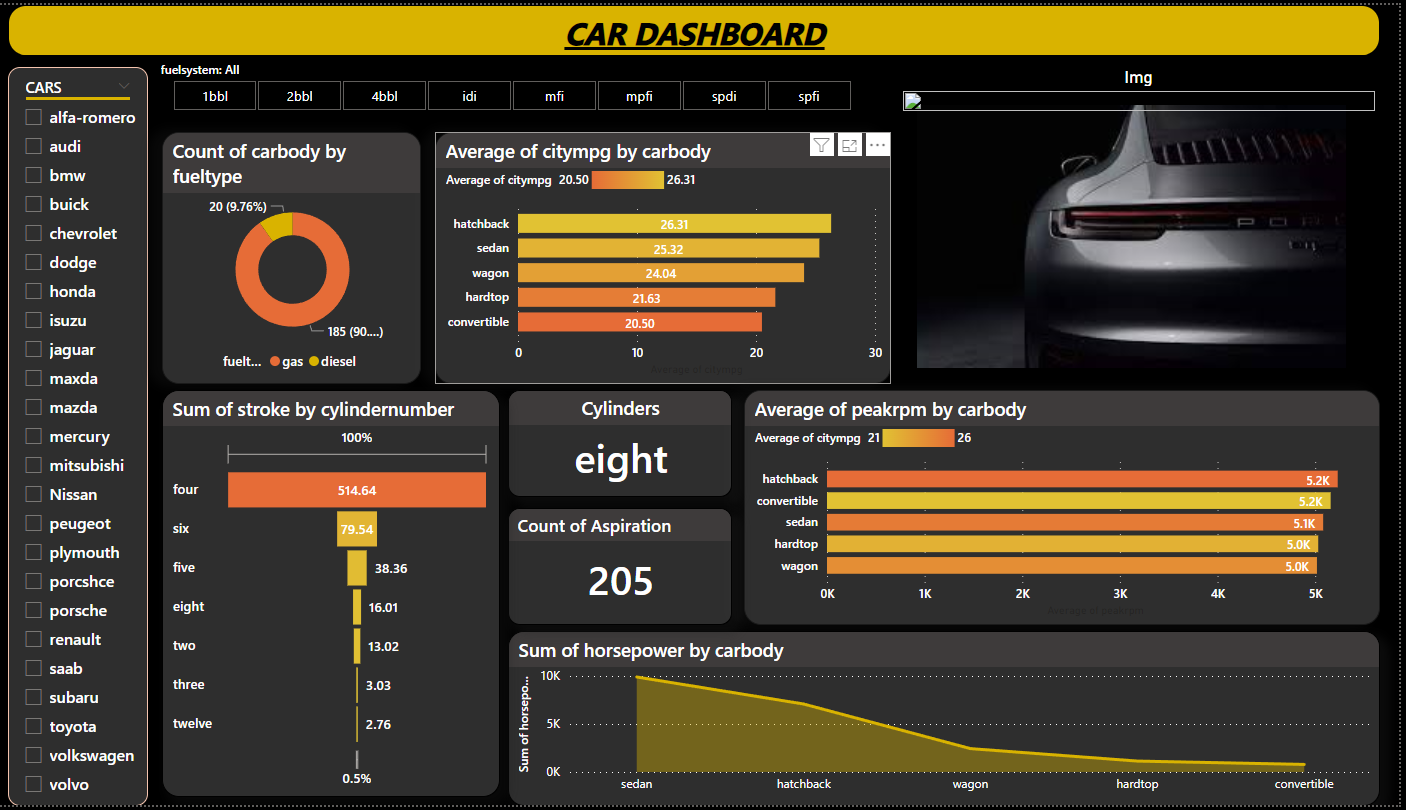 CAR DASHBOARD
CARS
alfa-romero
audi
bmw
buick
chevrolet
dodge
honda
isuzu
jaguar
maxda
mazda
mercury
mitsubishi
Nissan
peugeot
plymouth
porcshce
porsche
renault
saab
subaru
toyota
volkswagen
volvo
fuelsystem: All
1bbl 2bbl 4bbl idi mfi mpfi spdi spfi
Img
Count of carbody by
fueltype
20 (9.76%)
185 (90....)
fuelt... gas diesel
Average of citympg by carbody
Average of citympg 20.50 26.31
hatchback 26.31
sedan 25.32
wagon 24.04
hardtop 21.63
convertible 20.50
0 10 20 30
Average of citympg
Sum of stroke by cylindernumber
100%
four 514.64
six 79.54
five 38.36
eight 16.01
two 13.02
three 3.03
twelve 2.76
0.5%
Cylinders
eight
Count of Aspiration
205
Average of peakrpm by carbody
Average of citympg 21 26
hatchback 5.2K
convertible 5.2K
sedan 5.1K
hardtop 5.0K
wagon 5.0K
0K 1K 2K 3K 4K 5K
Average of peakrpm
Sum of horsepower by carbody
Sum of horsepo...
10K
5K
0K
sedan hatchback wagon hardtop convertible